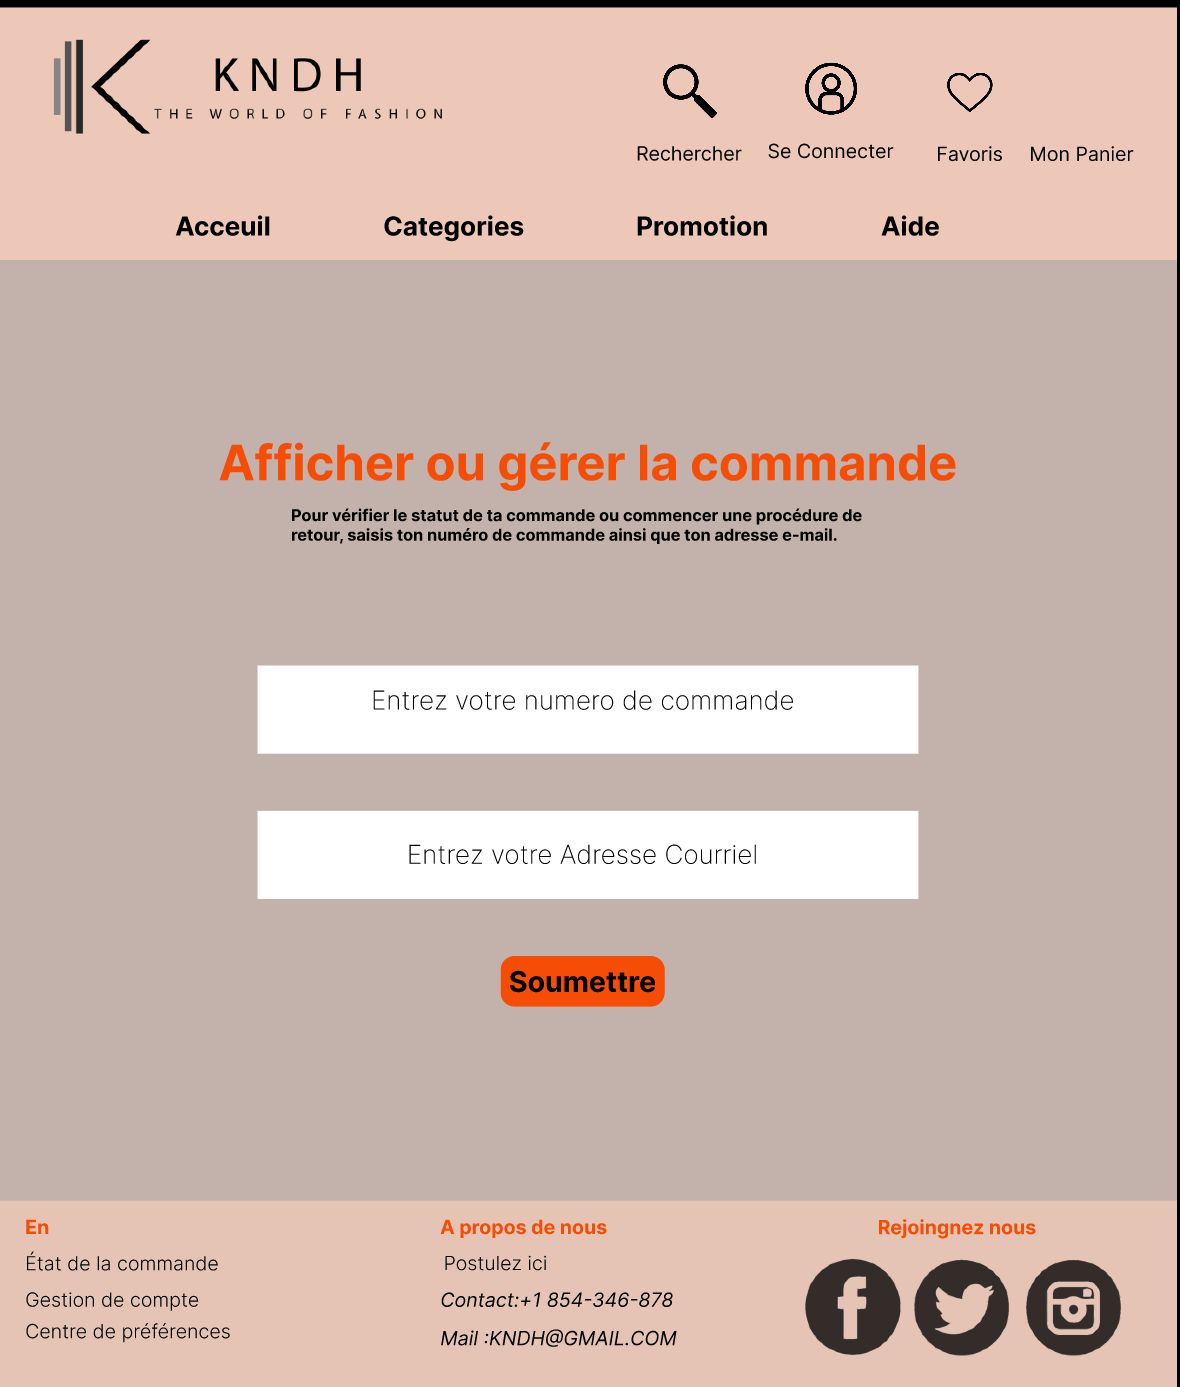 KNDH
THE WORLD OF FASHION
Rechercher
Se Connecter
Favoris
Mon Panier
Acceuil
Categories
Promotion
Aide
Afficher ou gérer la commande
Pour vérifier le statut de ta commande ou commencer une procédure de
retour, saisis ton numéro de commande ainsi que ton adresse e-mail.
Entrez votre numero de commande
Entrez votre Adresse Courriel
Soumettre
En
État de la commande
Gestion de compte
Centre de préférences
A propos de nous
Postulez ici
Contact:+1 854-346-878
Mail :KNDH@GMAIL.COM
Rejoingnez nous